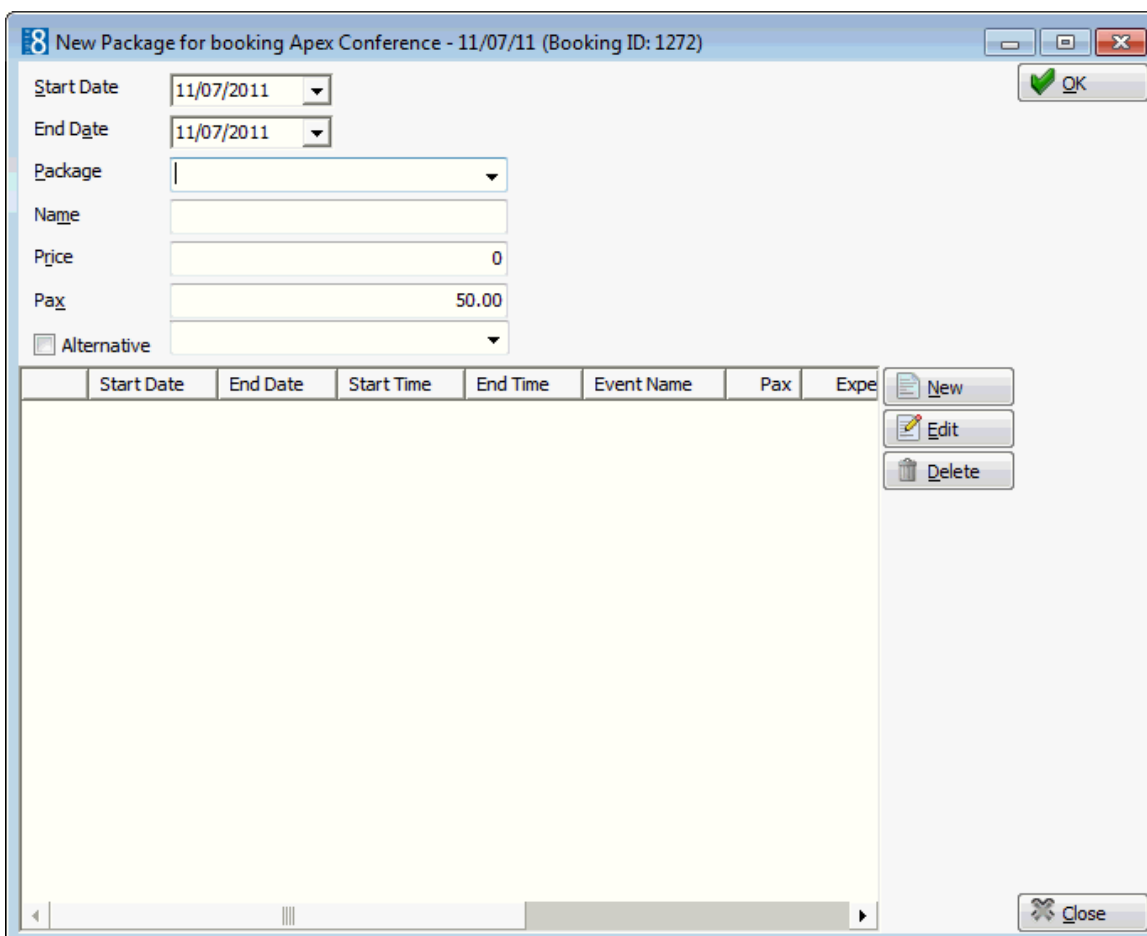 8 New Package for booking Apex Conference - 11/07/11 (Booking ID: 1272)
Start Date 11/07/2011 OK
End Date 11/07/2011
Package
Name
Price 0
Pax 50.00
Alternative
Start Date End Date Start Time End Time Event Name Pax Expe New
Edit
Delete
Close